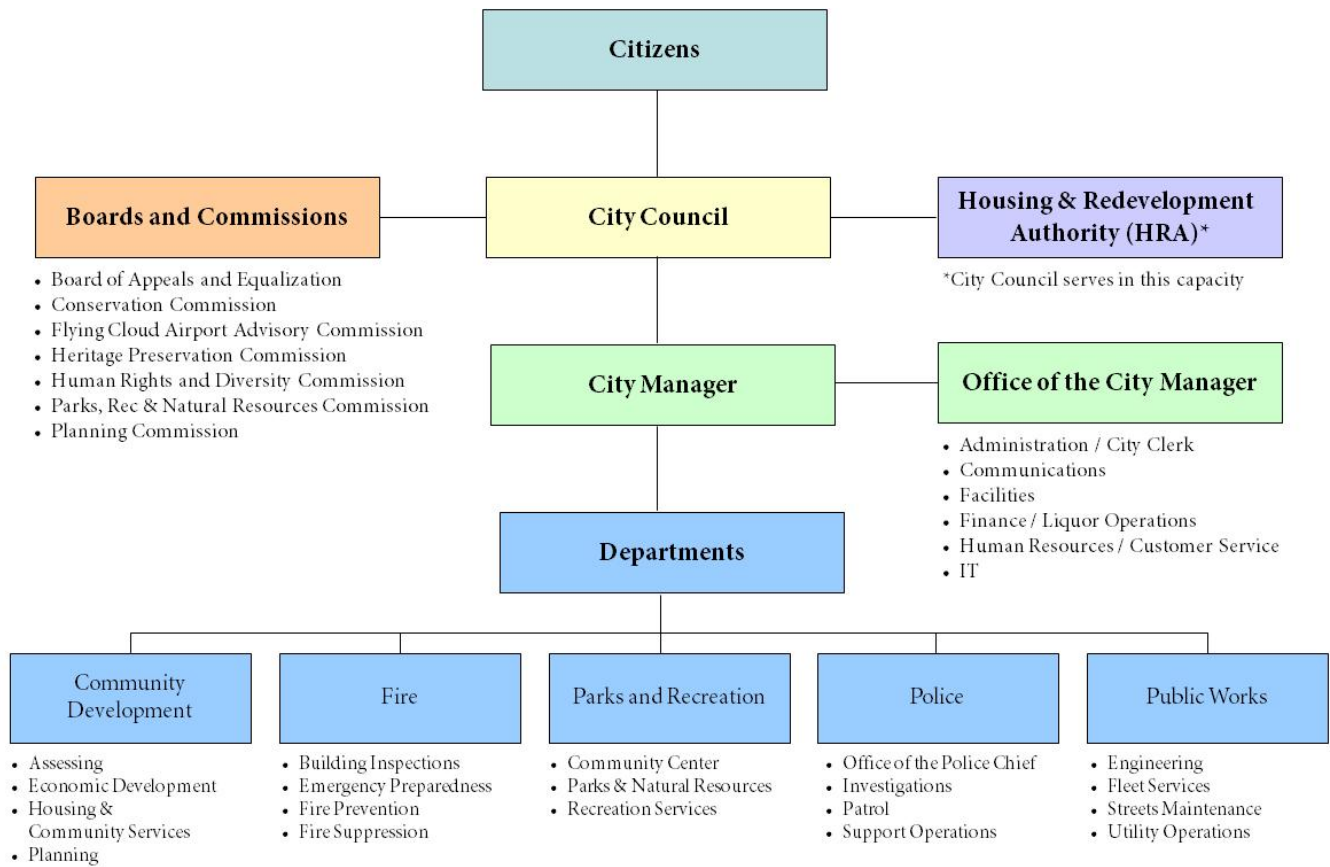 Citizens
Boards and Commissions
City Council
Housing & Redevelopment
Authority (HRA)*
• Board of Appeals and Equalization
• Conservation Commission
• Flying Cloud Airport Advisory Commission
• Heritage Preservation Commission
• Human Rights and Diversity Commission
• Parks, Rec & Natural Resources Commission
• Planning Commission
*City Council serves in this capacity
City Manager
Office of the City Manager
• Administration / City Clerk
• Communications
• Facilities
• Finance / Liquor Operations
• Human Resources / Customer Service
• IT
Departments
Community
Development
• Assessing
• Economic Development
• Housing &
Community Services
• Planning
Fire
• Building Inspections
• Emergency Preparedness
• Fire Prevention
• Fire Suppression
Parks and Recreation
• Community Center
• Parks & Natural Resources
• Recreation Services
Police
• Office of the Police Chief
• Investigations
• Patrol
• Support Operations
Public Works
• Engineering
• Fleet Services
• Streets Maintenance
• Utility Operations